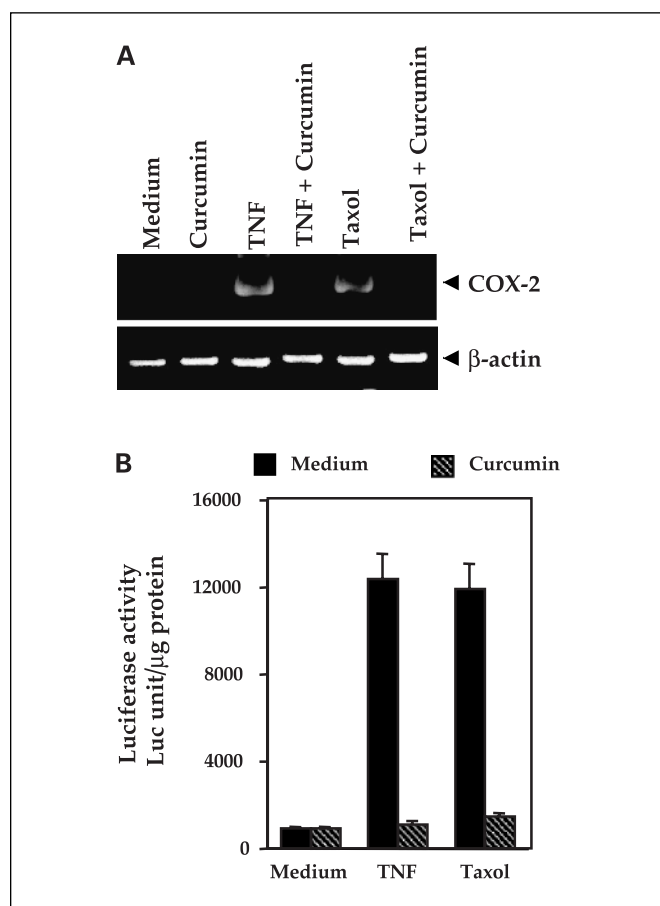 A
Medium
Curcumin
TNF
TNF + Curcumin
Taxol
Taxol + Curcumin
◄ COX-2
◄ β-actin
B
Medium
Curcumin
Luciferase activity
Luc unit/μg protein
16000
12000
8000
4000
0
Medium TNF Taxol